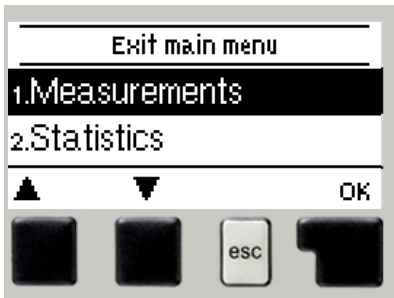 Exit main menu
1.Measurements
2.Statistics
▲ ▼ OK
esc